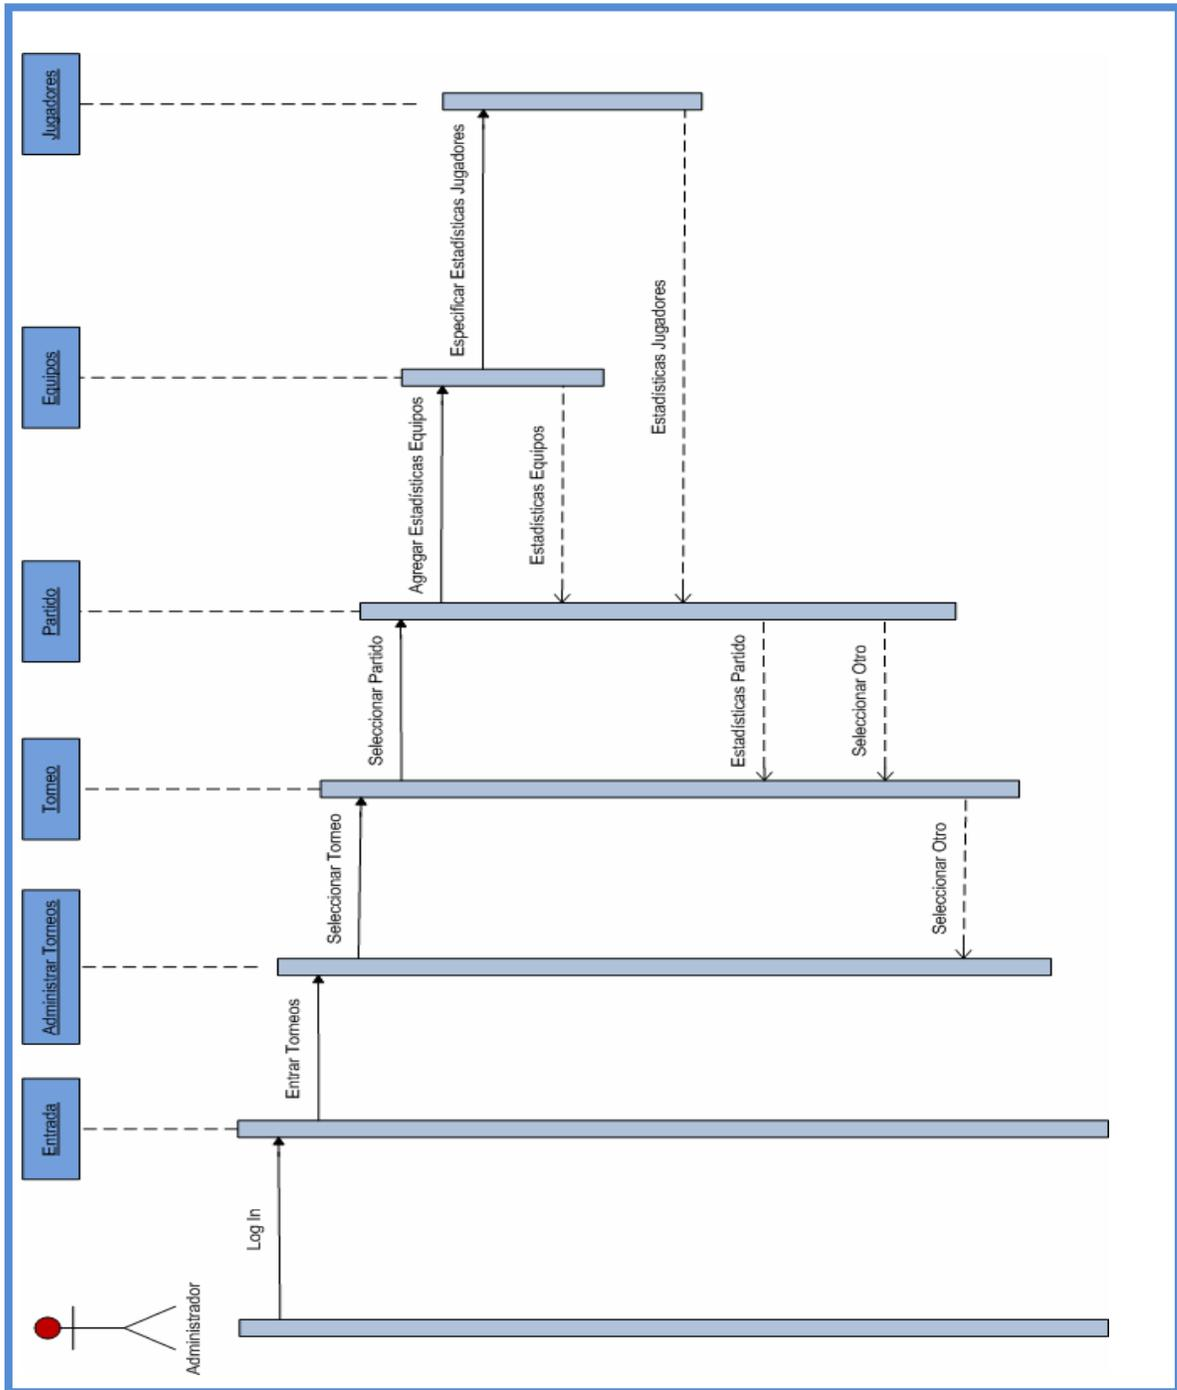 Administrador
Entrada
Administrar Torneos
Torneo
Partido
Equipos
Jugadores
Log In
Entrar Torneos
Seleccionar Torneo
Seleccionar Partido
Agregar Estadísticas Equipos
Especificar Estadísticas Jugadores
Estadísticas Equipos
Estadísticas Jugadores
Estadísticas Partido
Seleccionar Otro
Seleccionar Otro